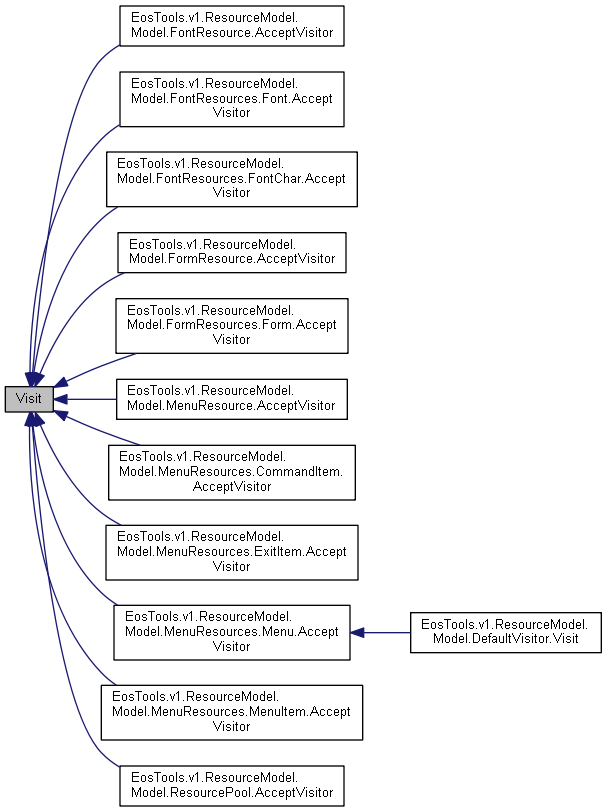 EosTools.v1.ResourceModel.
Model.FontResource.AcceptVisitor
EosTools.v1.ResourceModel.
Model.FontResources.Font.Accept
Visitor
EosTools.v1.ResourceModel.
Model.FontResources.FontChar.Accept
Visitor
EosTools.v1.ResourceModel.
Model.FormResource.AcceptVisitor
EosTools.v1.ResourceModel.
Model.FormResources.Form.Accept
Visitor
Visit
EosTools.v1.ResourceModel.
Model.MenuResource.AcceptVisitor
EosTools.v1.ResourceModel.
Model.MenuResources.CommandItem.
AcceptVisitor
EosTools.v1.ResourceModel.
Model.MenuResources.ExitItem.Accept
Visitor
EosTools.v1.ResourceModel.
Model.MenuResources.Menu.Accept
Visitor
EosTools.v1.ResourceModel.
Model.DefaultVisitor.Visit
EosTools.v1.ResourceModel.
Model.MenuResources.MenuItem.Accept
Visitor
EosTools.v1.ResourceModel.
Model.ResourcePool.AcceptVisitor